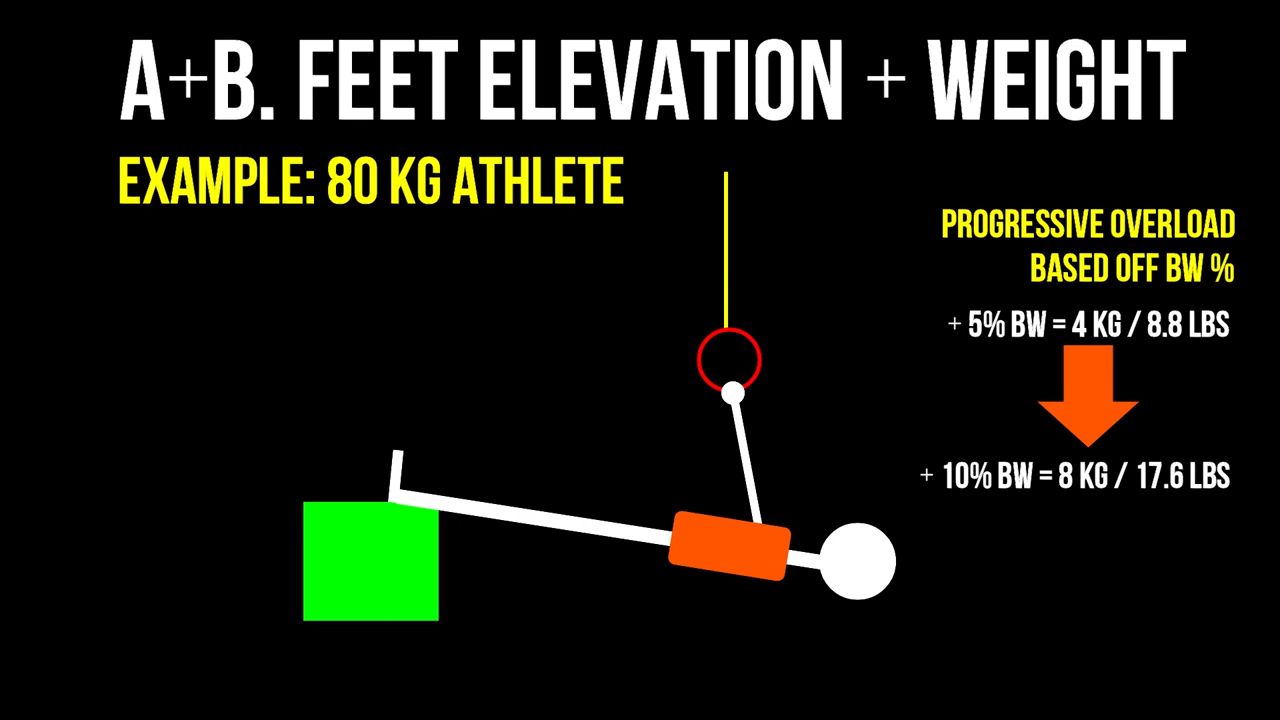 A+B. FEET ELEVATION + WEIGHT
EXAMPLE: 80 KG ATHLETE
PROGRESSIVE OVERLOAD
BASED OFF BW %
+ 5% BW = 4 KG / 8.8 LBS
+ 10% BW = 8 KG / 17.6 LBS